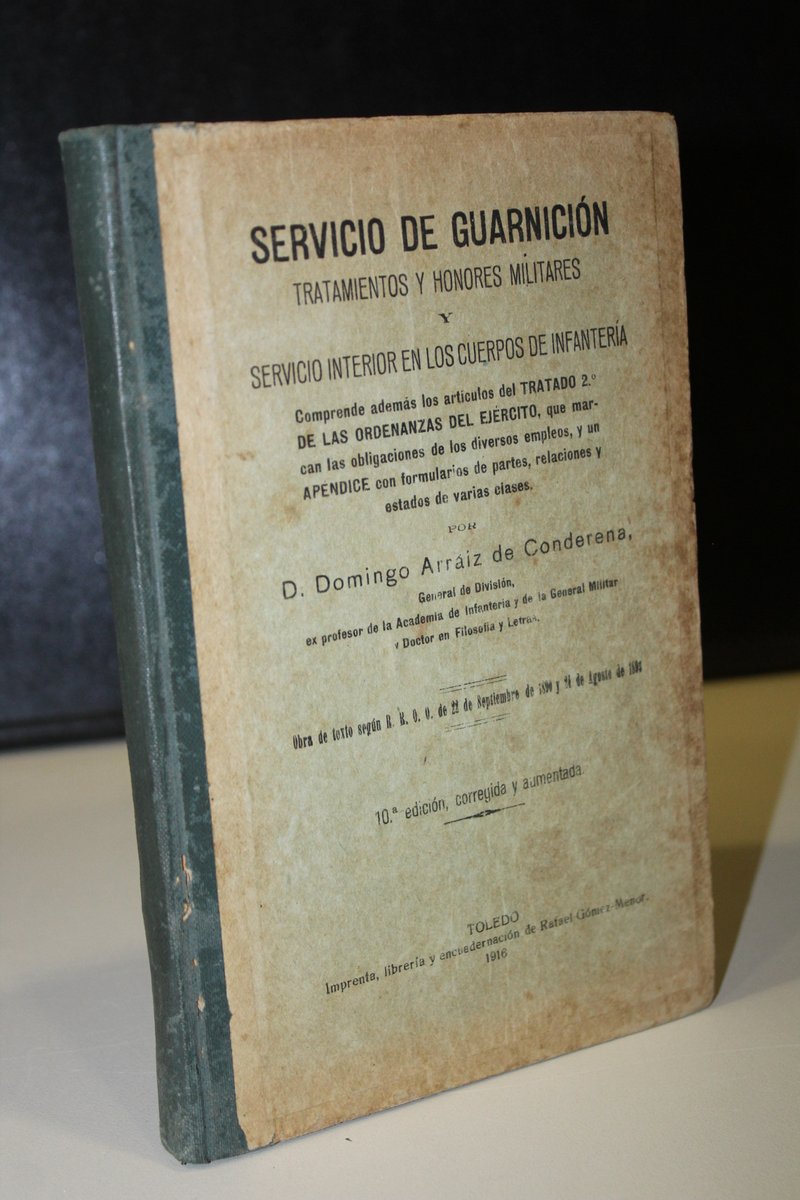 SERVICIO DE GUARNICIÓN
TRATAMIENTOS Y HONORES MILITARES
Y
SERVICIO INTERIOR EN LOS CUERPOS DE INFANTERÍA
Comprende además los artículos del TRATADO 2.º
DE LAS ORDENANZAS DEL EJÉRCITO, que mar-
can las obligaciones de los diversos empleos, y un
APENDICE con formularios de partes, relaciones y
estados de varias clases.
POR
D. Domingo Arráiz de Conderena,
General de División,
ex profesor de la Academia de Infantería y de la General Militar
y Doctor en Filosofía y Letras.
Obra de texto según R. R. O. O. de 22 de Septiembre de y de Agosto de
10.ª edición, corregida y aumentada
TOLEDO
Imprenta, librería y encuadernación de Rafael Gómez-Menor.
1916